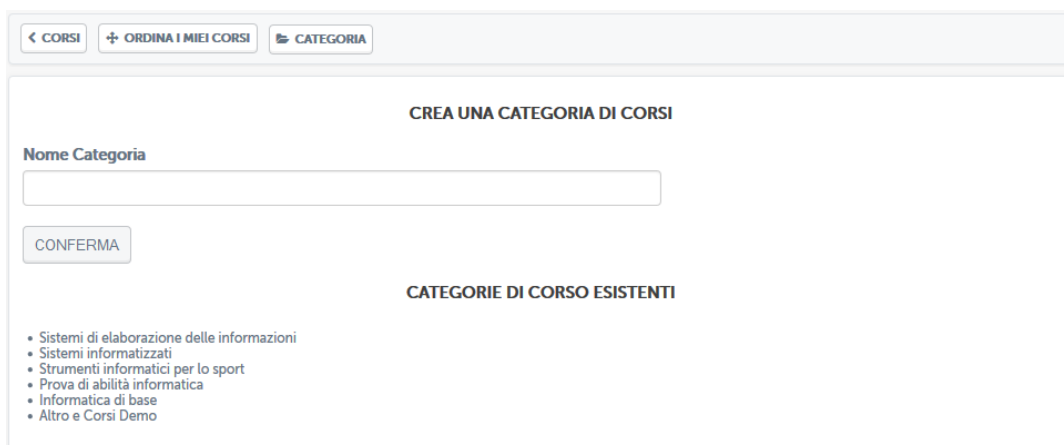 CORSI ORDINA I MIEI CORSI CATEGORIA
CREA UNA CATEGORIA DI CORSI
Nome Categoria
CONFERMA
CATEGORIE DI CORSO ESISTENTI
• Sistemi di elaborazione delle informazioni
• Sistemi informatizzati
• Strumenti informatici per lo sport
• Prova di abilità informatica
• Informatica di base
• Altro e Corsi Demo